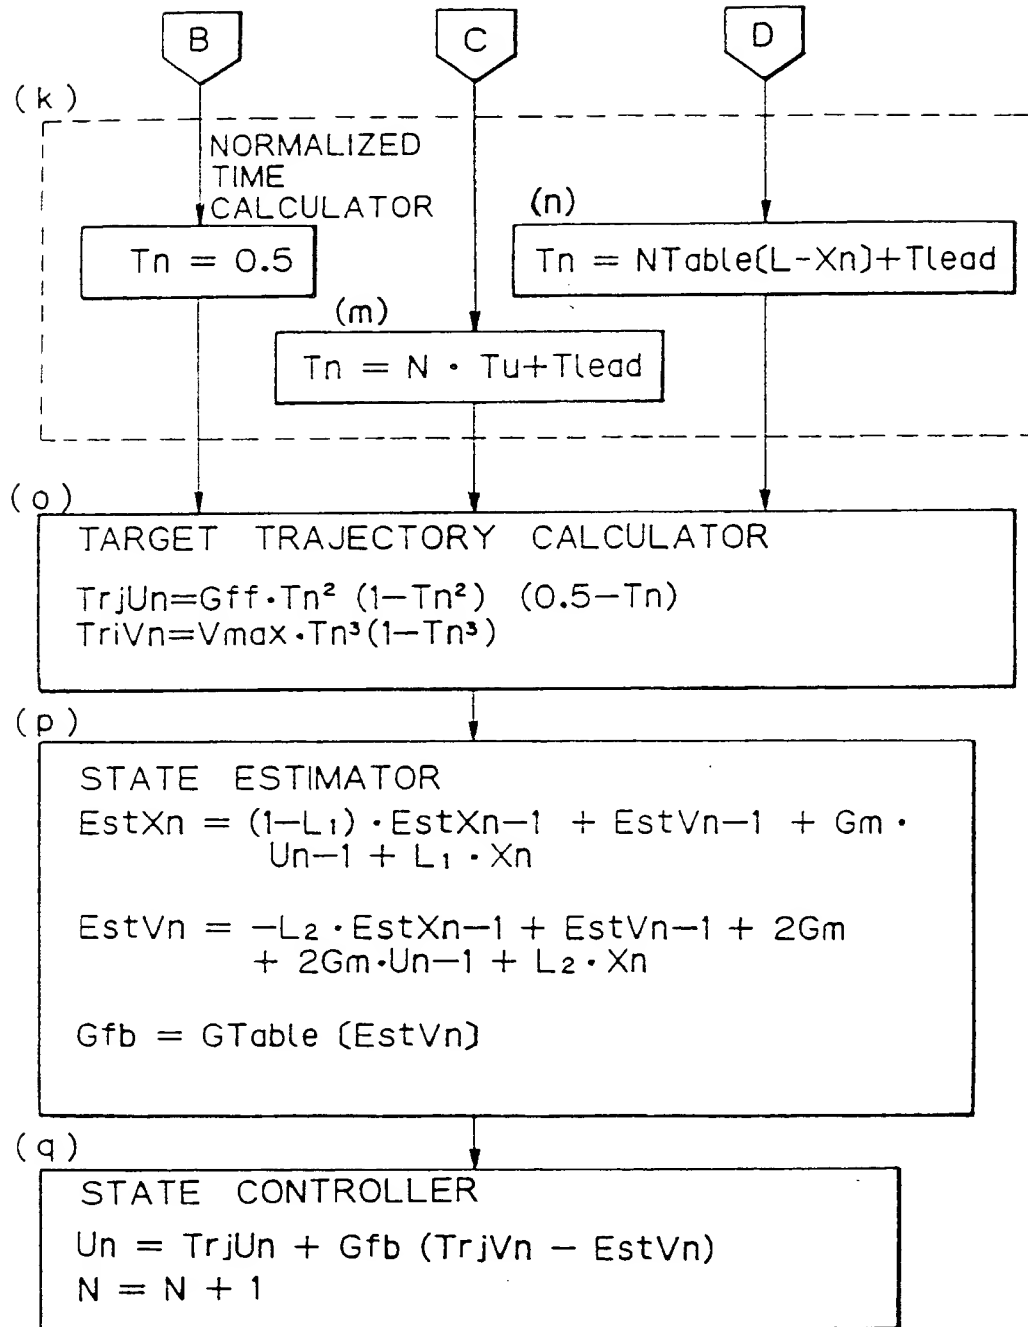 B
C
D
(k)
NORMALIZED
TIME
CALCULATOR
Tn = 0.5
(n)
Tn = NTable(L-Xn)+Tlead
(m)
Tn = N · Tu+Tlead
(o)
TARGET TRAJECTORY CALCULATOR
TrjUn=Gff·Tn² (1-Tn²) (0.5-Tn)
TriVn=Vmax·Tn³(1-Tn³)
(p)
STATE ESTIMATOR
EstXn = (1-L₁)·EstXn-1 + EstVn-1 + Gm·
Un-1 + L₁·Xn
EstVn = -L₂·EstXn-1 + EstVn-1 + 2Gm
+ 2Gm·Un-1 + L₂·Xn
Gfb = GTable (EstVn)
(q)
STATE CONTROLLER
Un = TrjUn + Gfb (TrjVn - EstVn)
N = N + 1